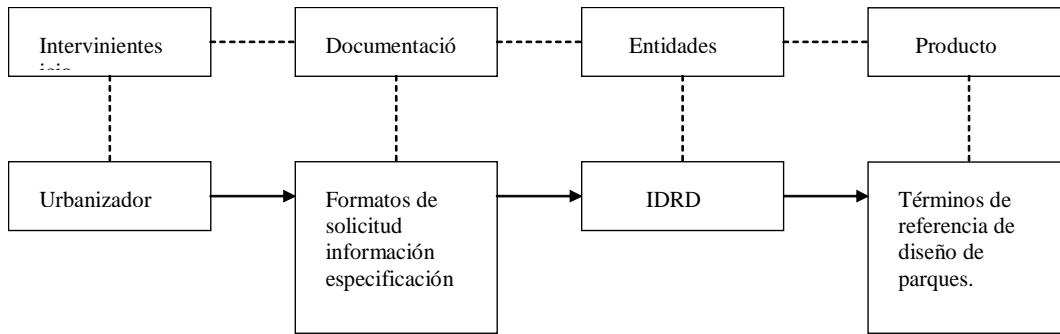 Intervinientes
Documentació
Entidades
Producto
Urbanizador
Formatos de
solicitud
información
especificación
IDRD
Términos de
referencia de
diseño de
parques.